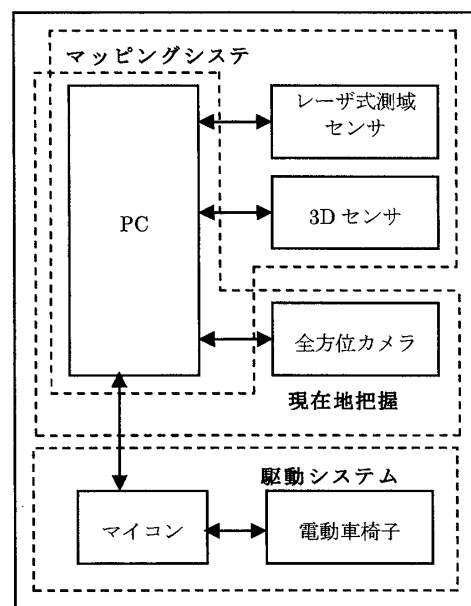 マッピングシステ
レーザ式測域
センサ
PC
3D センサ
全方位カメラ
現在地把握
駆動システム
マイコン
電動車椅子